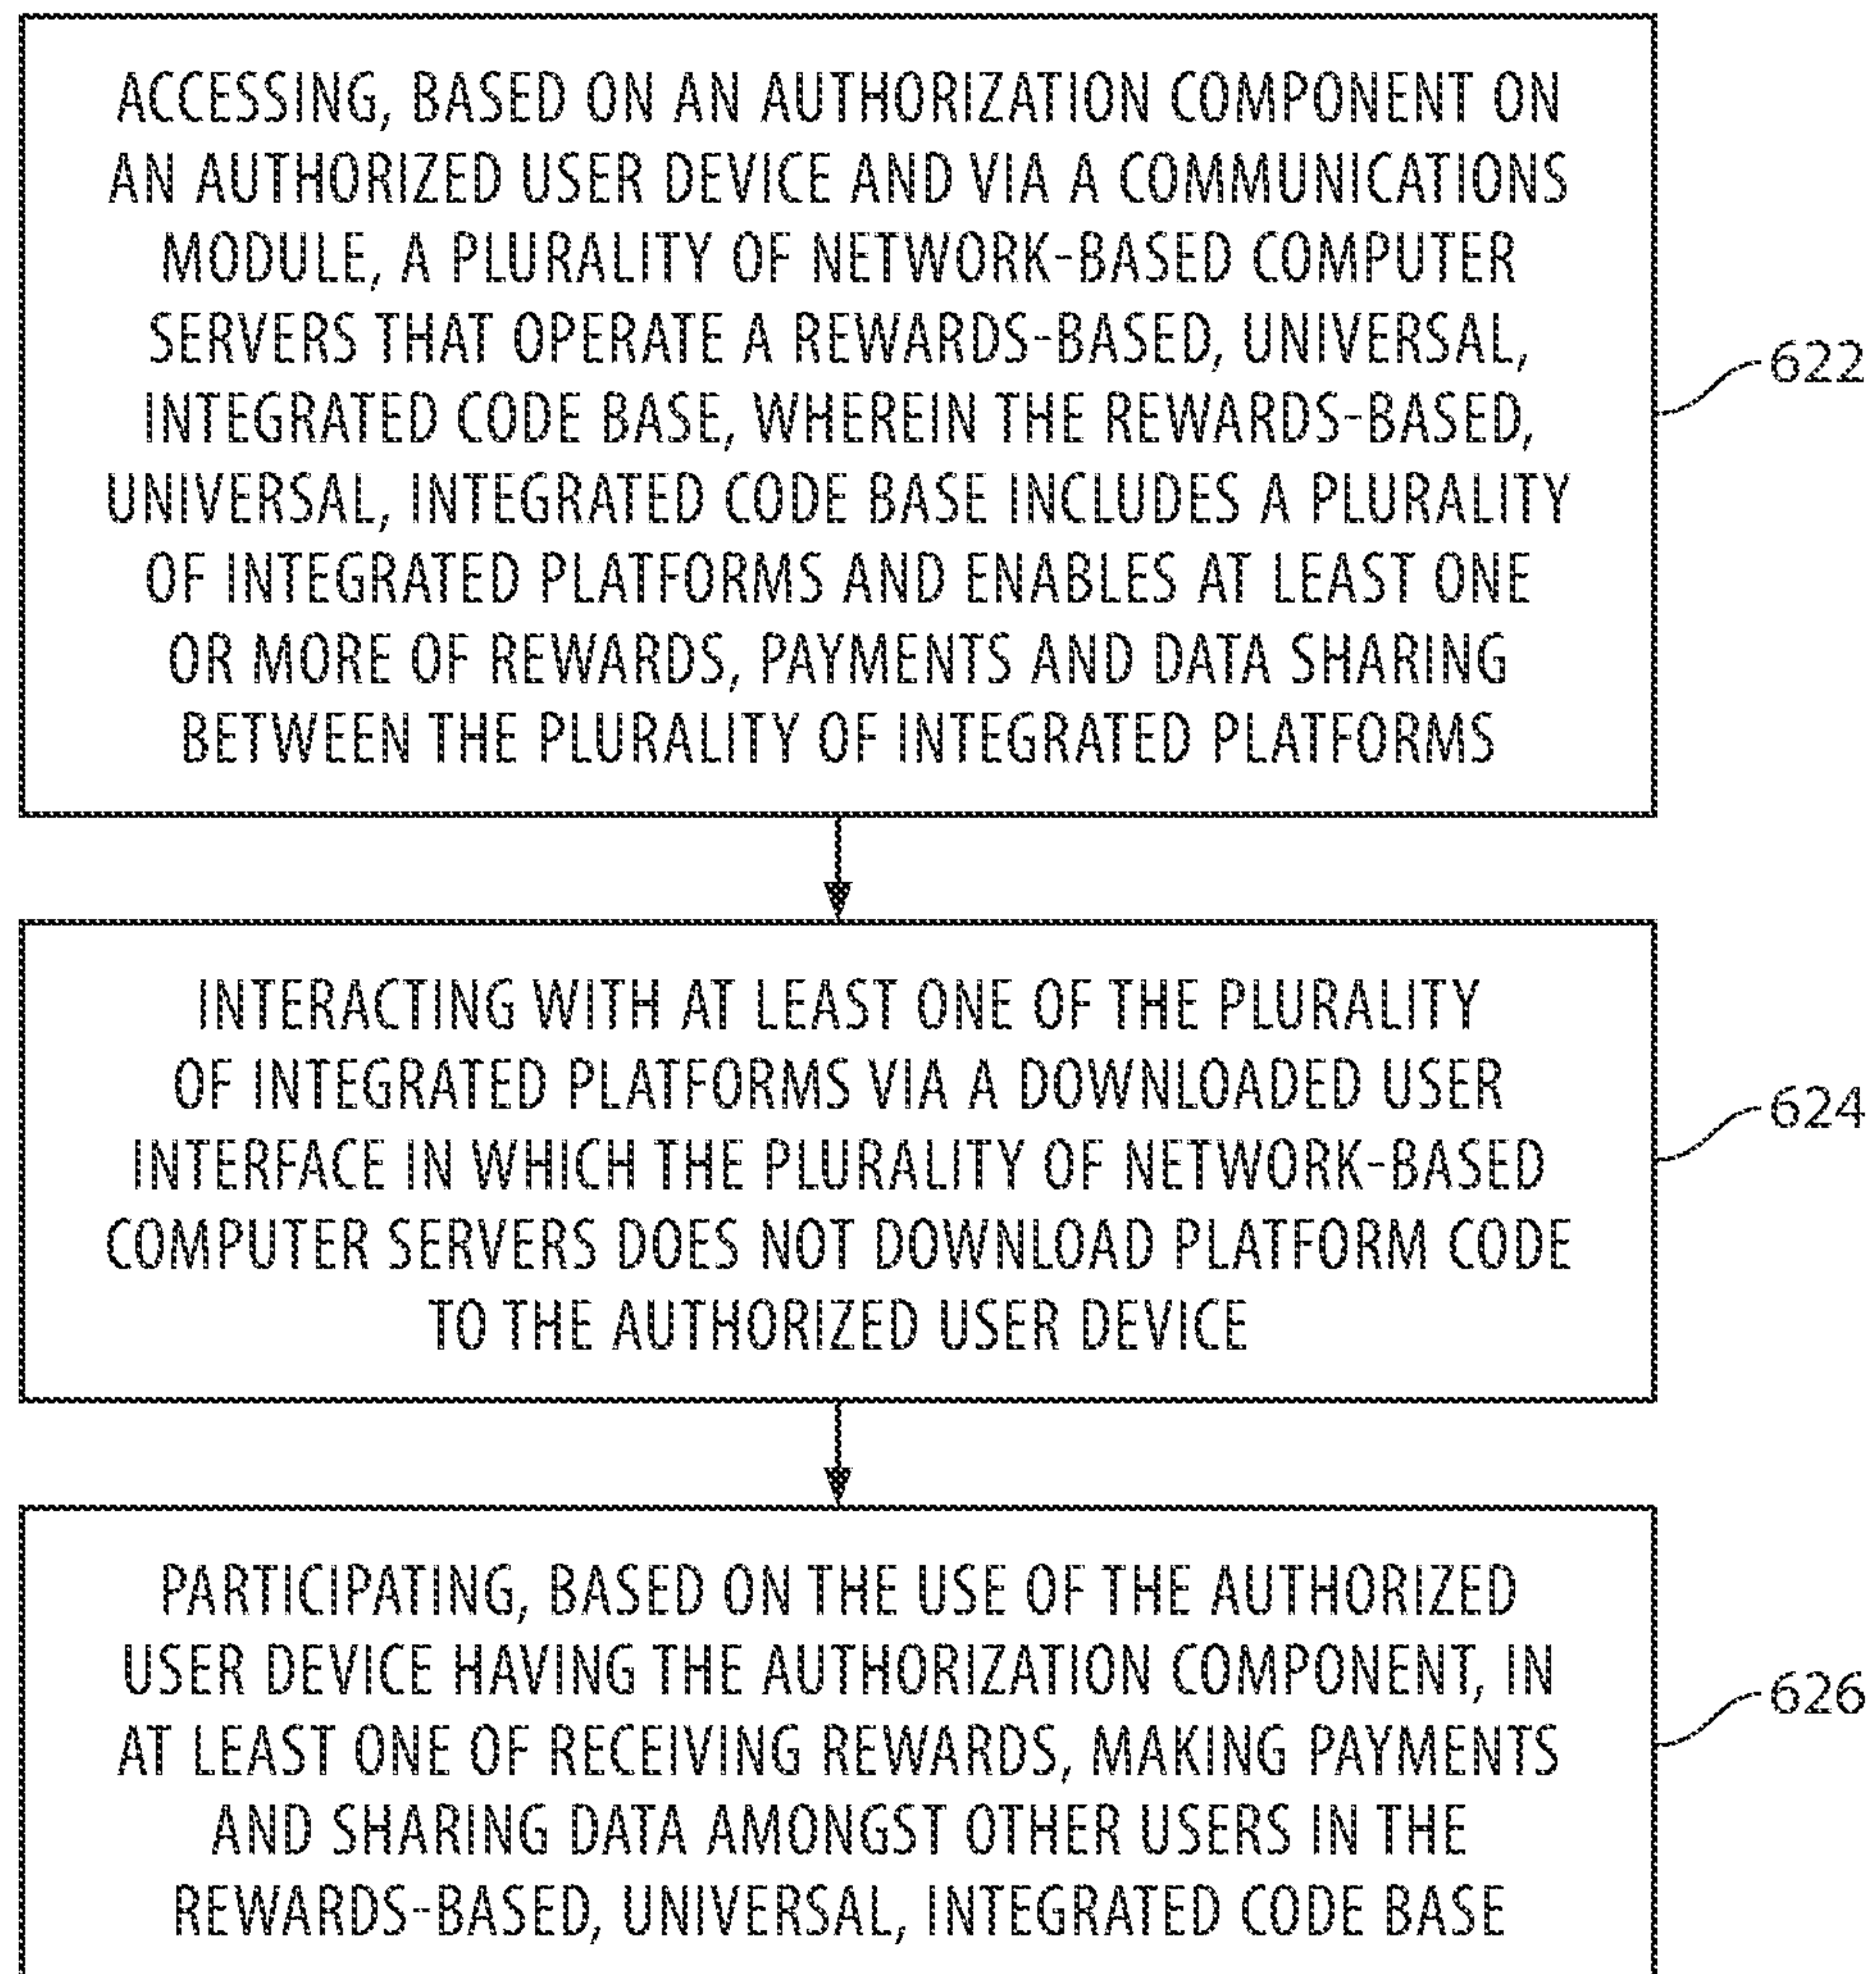 ACCESSING, BASED ON AN AUTHORIZATION COMPONENT ON
AN AUTHORIZED USER DEVICE AND VIA A COMMUNICATIONS
MODULE, A PLURALITY OF NETWORK-BASED COMPUTER
SERVERS THAT OPERATE A REWARDS-BASED, UNIVERSAL,
INTEGRATED CODE BASE, WHEREIN THE REWARDS-BASED,
UNIVERSAL, INTEGRATED CODE BASE INCLUDES A PLURALITY
OF INTEGRATED PLATFORMS AND ENABLES AT LEAST ONE
OR MORE OF REWARDS, PAYMENTS AND DATA SHARING
BETWEEN THE PLURALITY OF INTEGRATED PLATFORMS
622
INTERACTING WITH AT LEAST ONE OF THE PLURALITY
OF INTEGRATED PLATFORMS VIA A DOWNLOADED USER
INTERFACE IN WHICH THE PLURALITY OF NETWORK-BASED
COMPUTER SERVERS DOES NOT DOWNLOAD PLATFORM CODE
TO THE AUTHORIZED USER DEVICE
624
PARTICIPATING, BASED ON THE USE OF THE AUTHORIZED
USER DEVICE HAVING THE AUTHORIZATION COMPONENT, IN
AT LEAST ONE OF RECEIVING REWARDS, MAKING PAYMENTS
AND SHARING DATA AMONGST OTHER USERS IN THE
REWARDS-BASED, UNIVERSAL, INTEGRATED CODE BASE
626